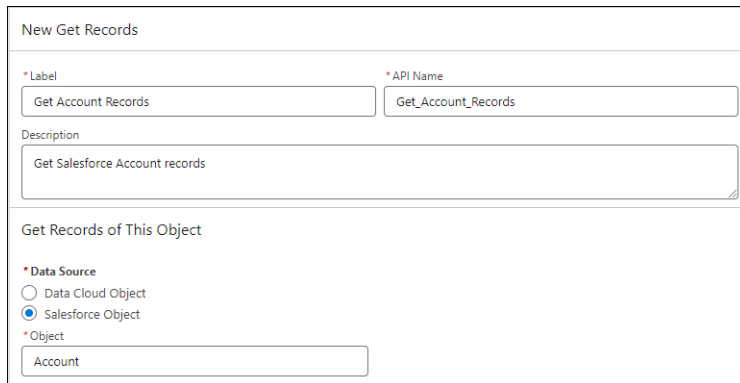 New Get Records
* Label
* API Name
Get Account Records
Get_Account_Records
Description
Get Salesforce Account records
Get Records of This Object
* Data Source
Data Cloud Object
Salesforce Object
* Object
Account